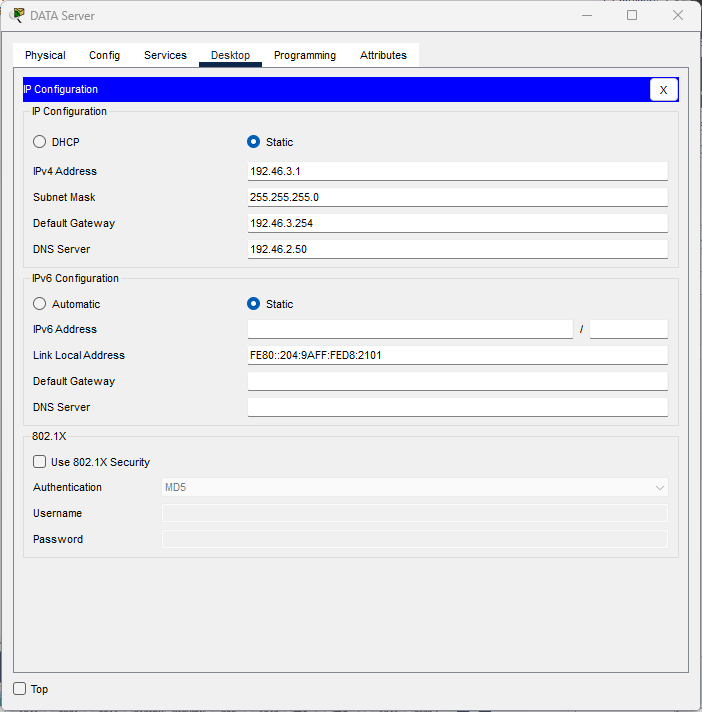 DATA Server
Physical Config Services Desktop Programming Attributes
IP Configuration X
IP Configuration
DHCP Static
IPv4 Address 192.46.3.1
Subnet Mask 255.255.255.0
Default Gateway 192.46.3.254
DNS Server 192.46.2.50
IPv6 Configuration
Automatic Static
IPv6 Address /
Link Local Address FE80::204:9AFF:FED8:2101
Default Gateway
DNS Server
802.1X
Use 802.1X Security
Authentication MD5
Username
Password
Top